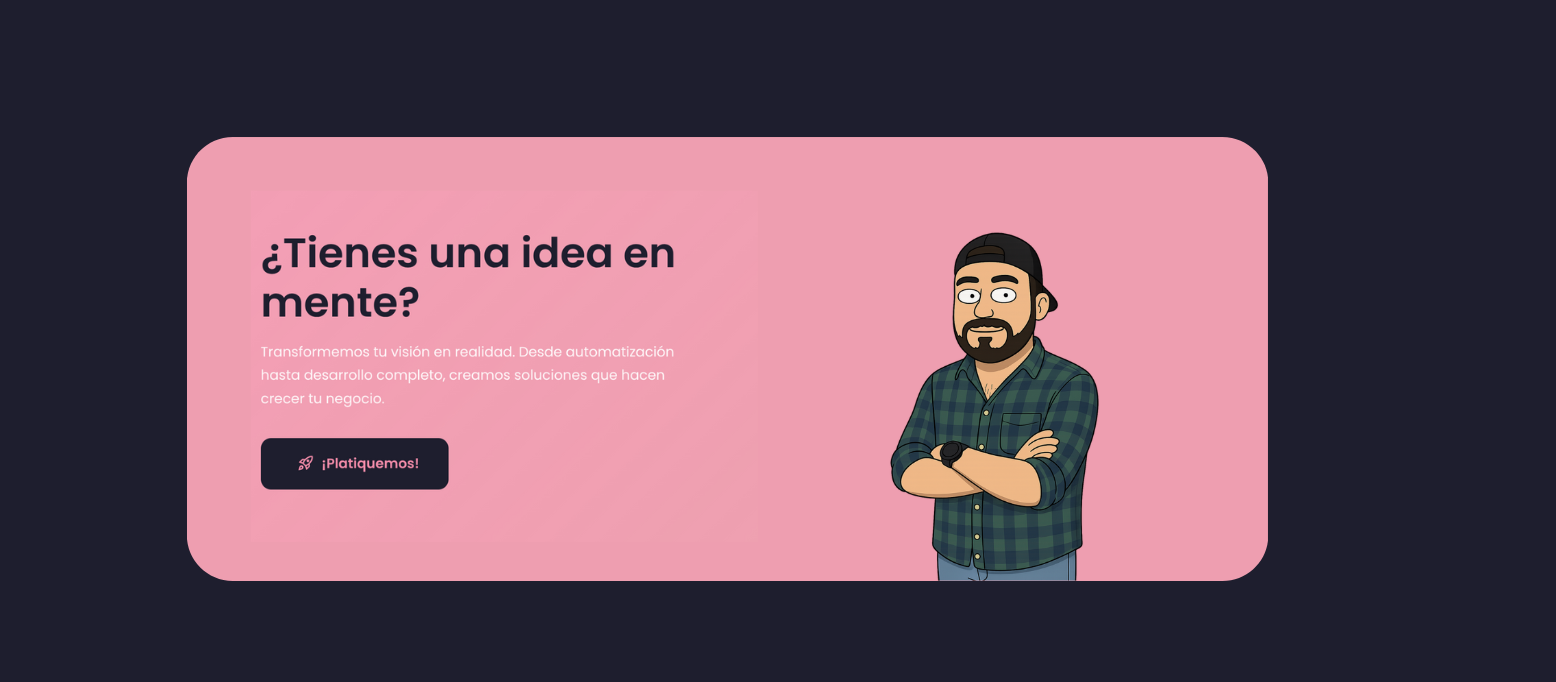 ¿Tienes una idea en
mente?
Transformemos tu visión en realidad. Desde automatización
hasta desarrollo completo, creamos soluciones que hacen
crecer tu negocio.
¡Platiquemos!